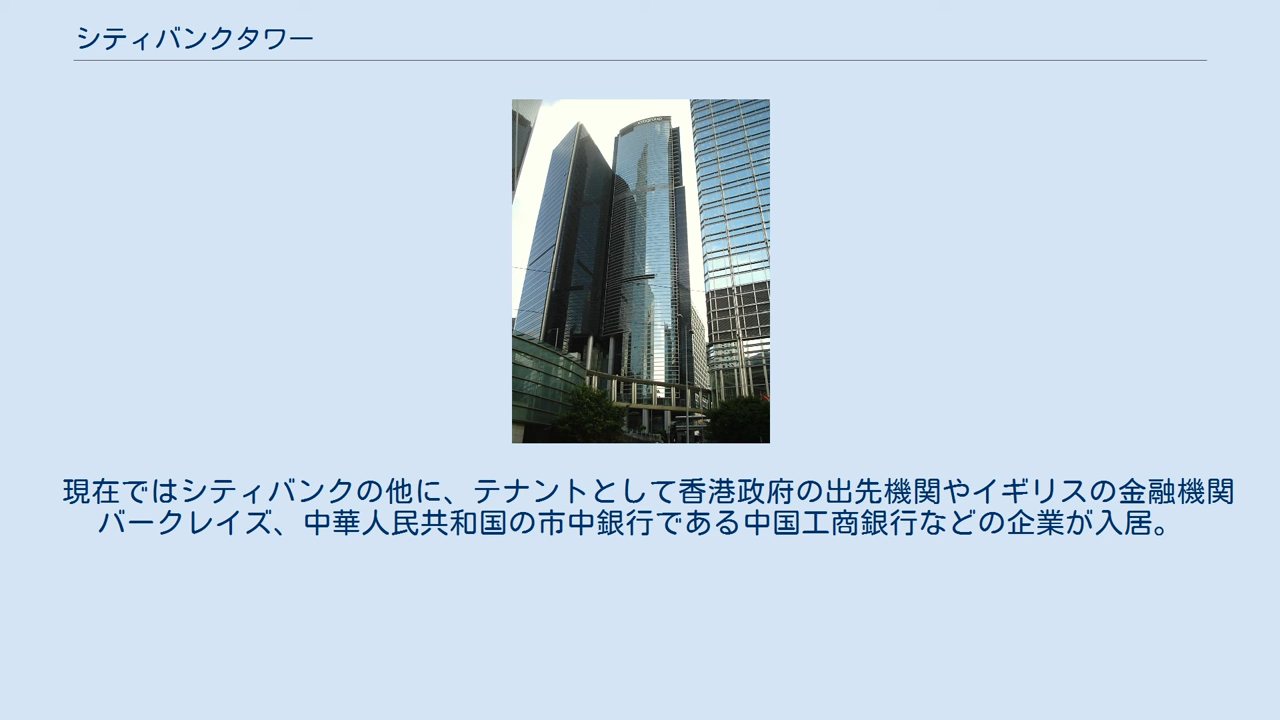 シティバンクタワー
現在ではシティバンクの他に、テナントとして香港政府の出先機関やイギリスの金融機関
バークレイズ、中華人民共和国の市中銀行である中国工商銀行などの企業が入居。